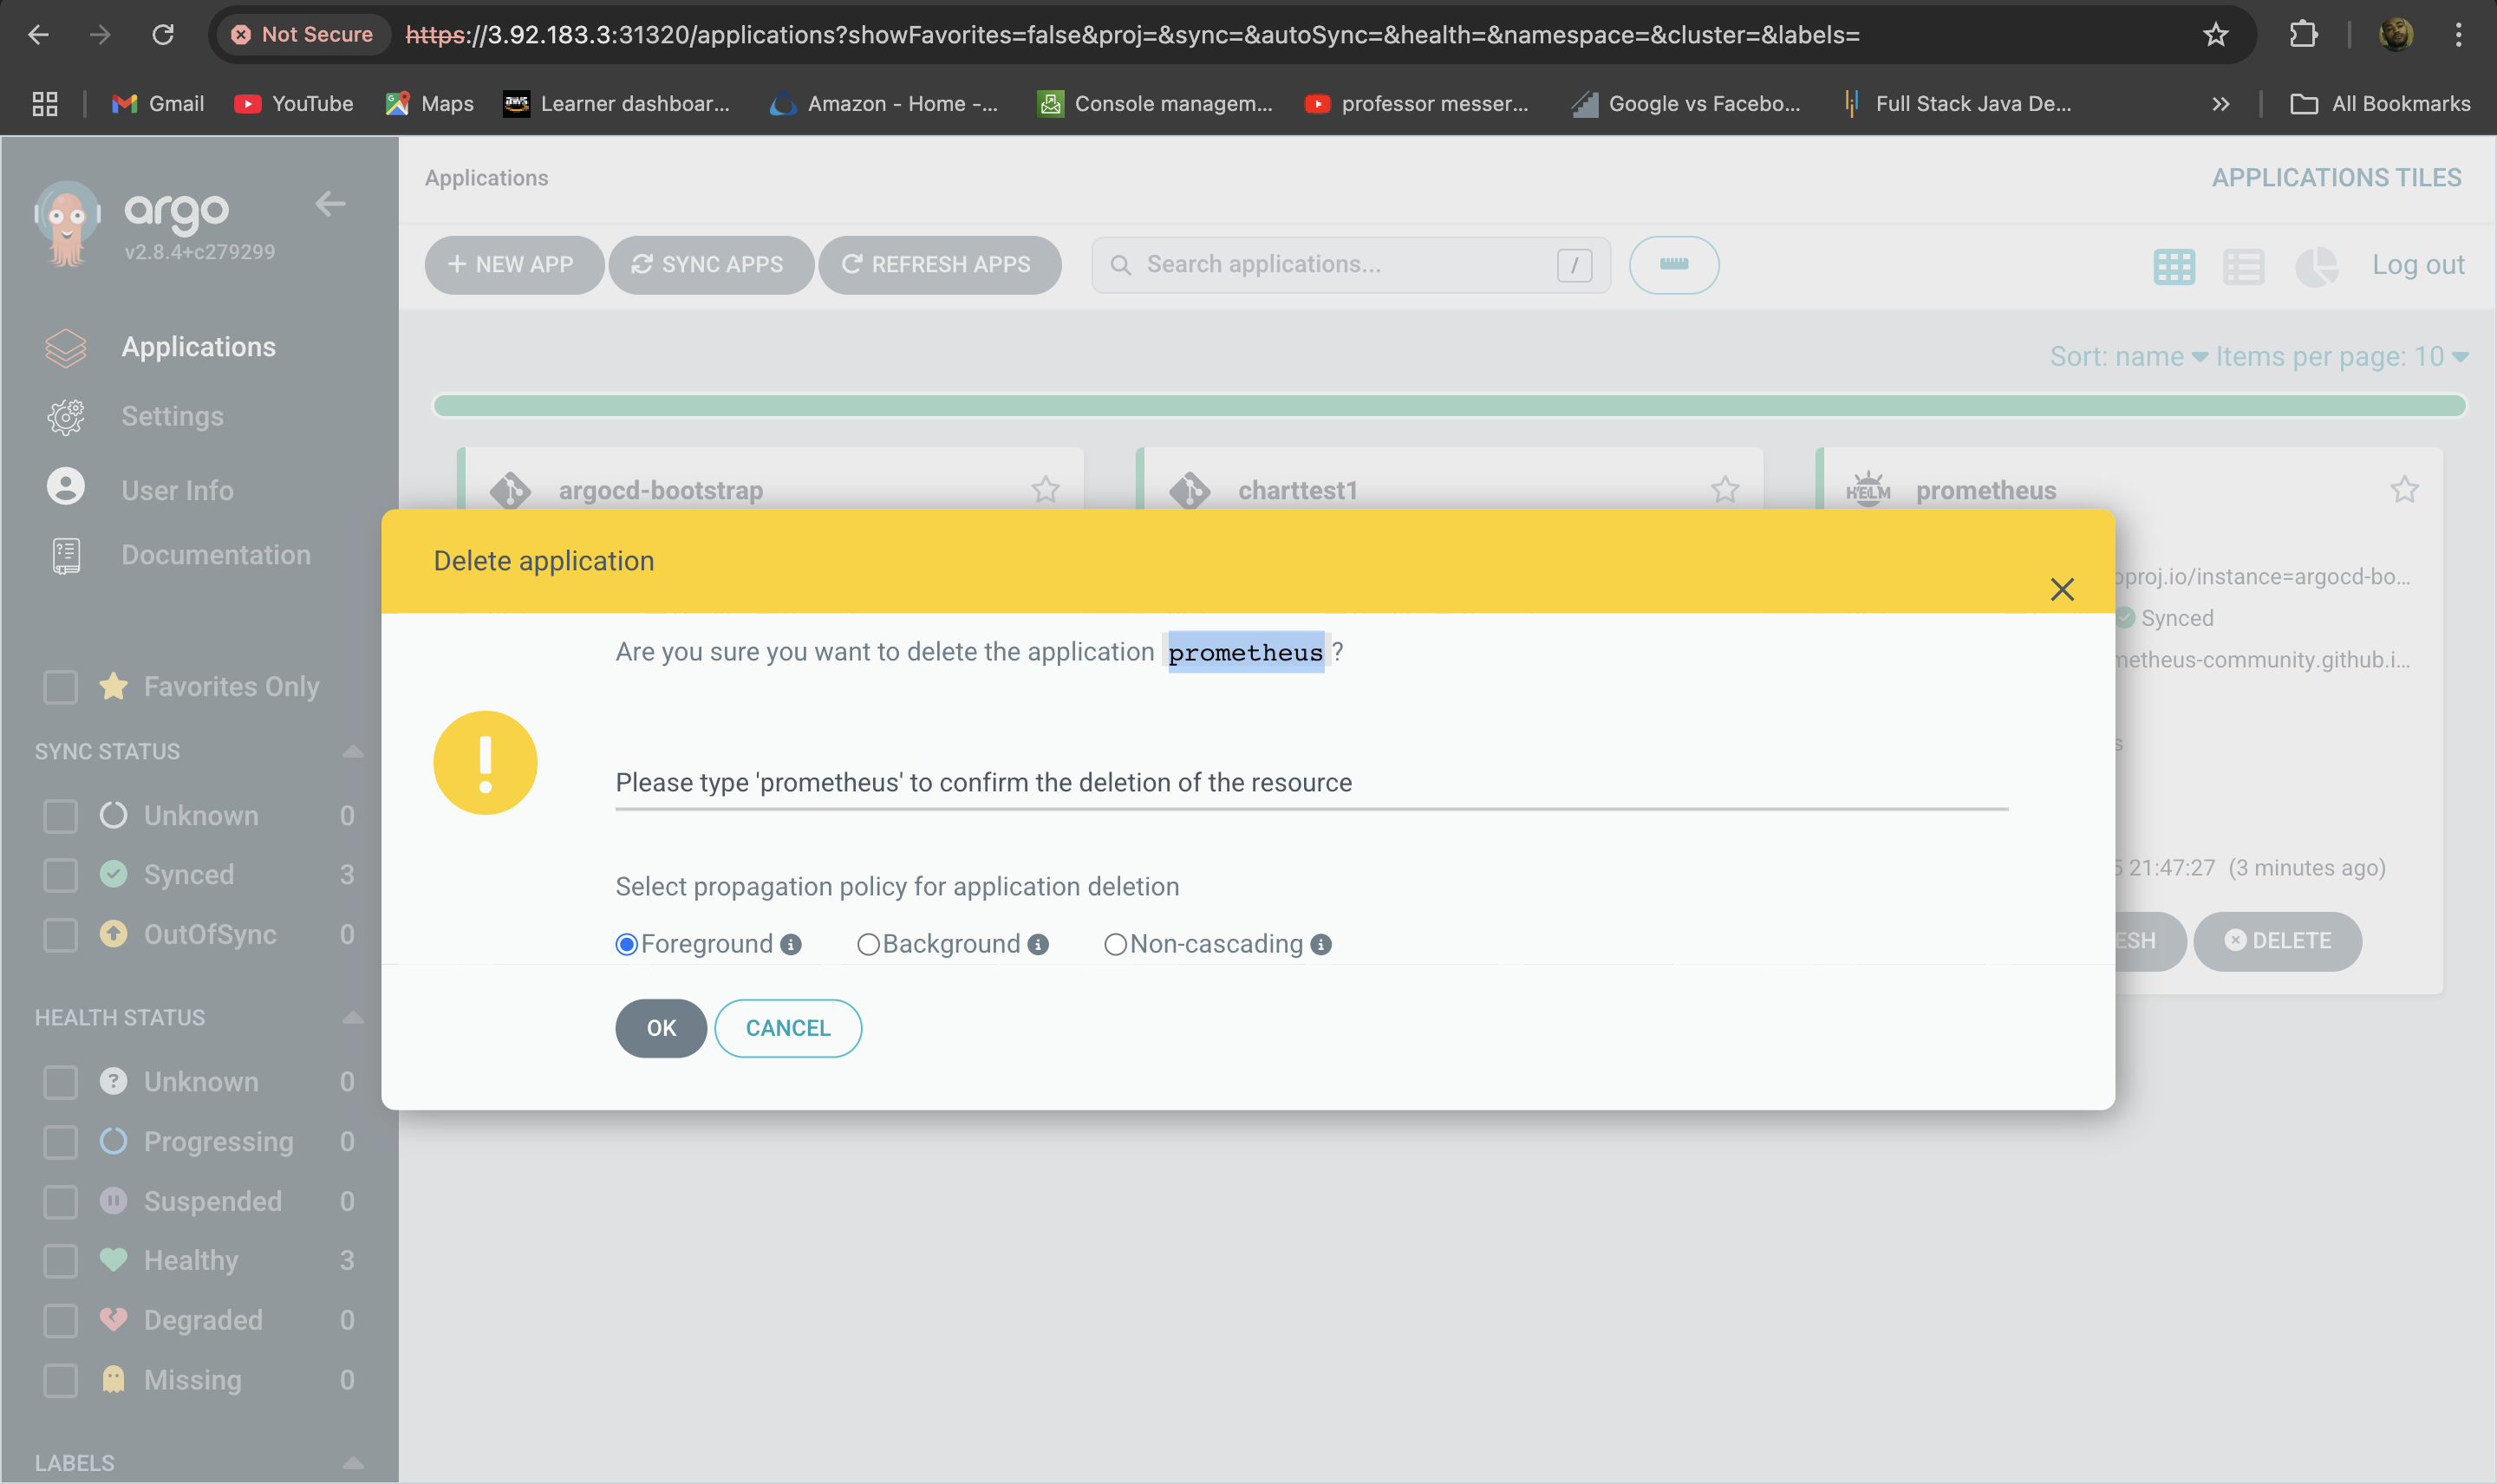 Not Secure https://3.92.183.3:31320/applications?showFavorites=false&proj=&sync=&autoSync=&health=&namespace=&cluster=&labels=
Gmail YouTube Maps Learner dashboar... Amazon - Home -... Console managem... professor messer... Google vs Facebo... Full Stack Java De... All Bookmarks
argo
v2.8.4+c279299
Applications
Settings
User Info
Documentation
Favorites Only
SYNC STATUS
Unknown 0
Synced 3
OutOfSync 0
HEALTH STATUS
Unknown 0
Progressing 0
Suspended 0
Healthy 3
Degraded 0
Missing 0
LABELS
Applications APPLICATIONS TILES
+ NEW APP SYNC APPS REFRESH APPS Search applications... / Log out
Sort: name Items per page: 10
argocd-bootstrap charttest1 HELM prometheus
oproj.io/instance=argocd-bo...
Synced
netheus-community.github.i...
s
5 21:47:27 (3 minutes ago)
ESH DELETE
Delete application
Are you sure you want to delete the application prometheus ?
Please type 'prometheus' to confirm the deletion of the resource
Select propagation policy for application deletion
Foreground Background Non-cascading
OK CANCEL